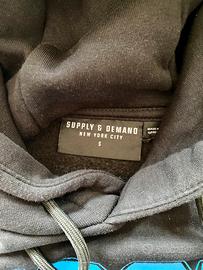 SUPPLY & DEMAND
NEW YORK CITY
S